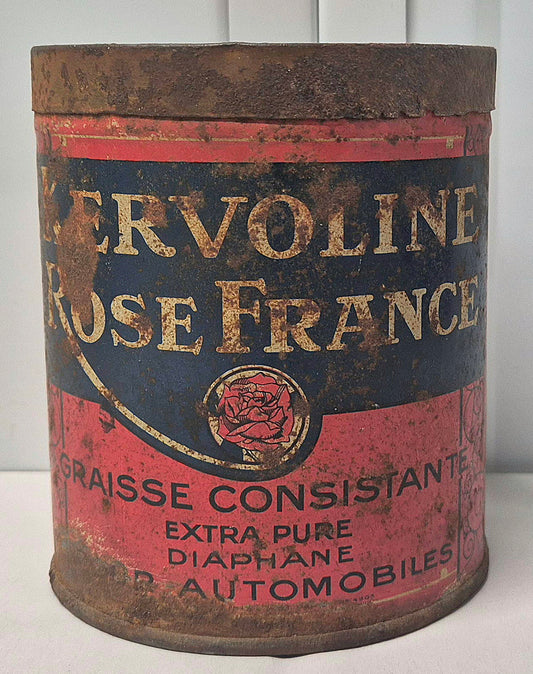 KERVOLINE
ROSE FRANCE
GRAISSE CONSISTANTE
EXTRA PURE
DIAPHANE
AUTOMOBILES